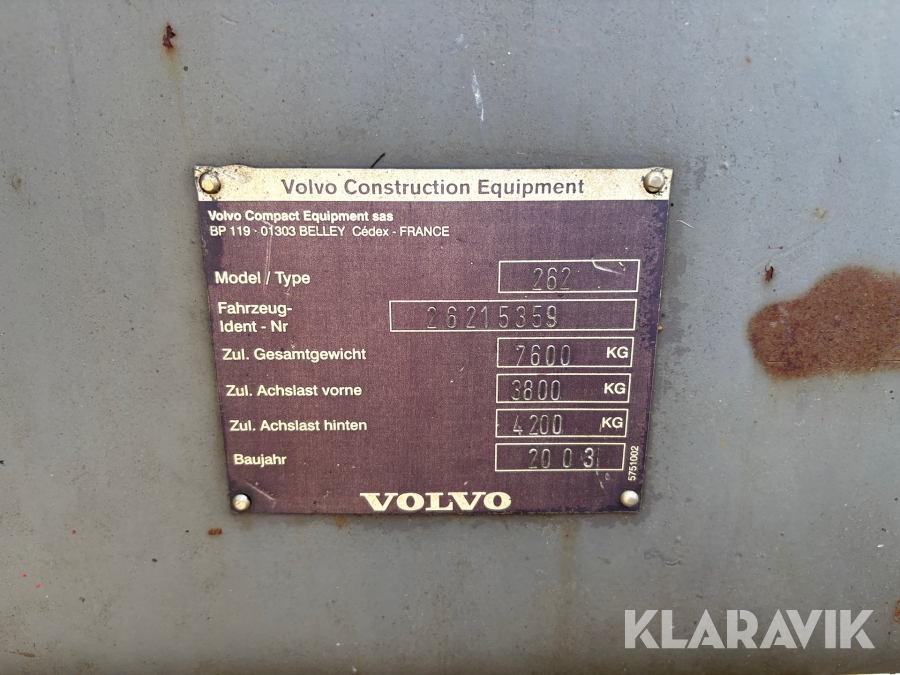 Volvo Construction Equipment
Volvo Compact Equipment sas
BP 119 - 01303 BELLEY Cédex - FRANCE
Model / Type 262
Fahrzeug-
Ident - Nr 26215359
Zul. Gesamtgewicht 7600 KG
Zul. Achslast vorne 3800 KG
Zul. Achslast hinten 4200 KG
Baujahr 2003
5751002
VOLVO
KLARAVIK